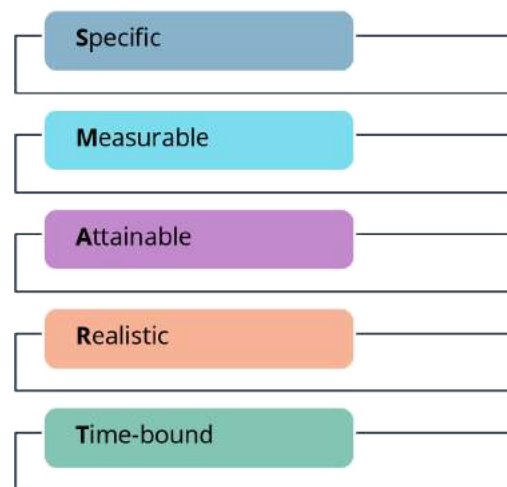 Specific
Measurable
Attainable
Realistic
Time-bound